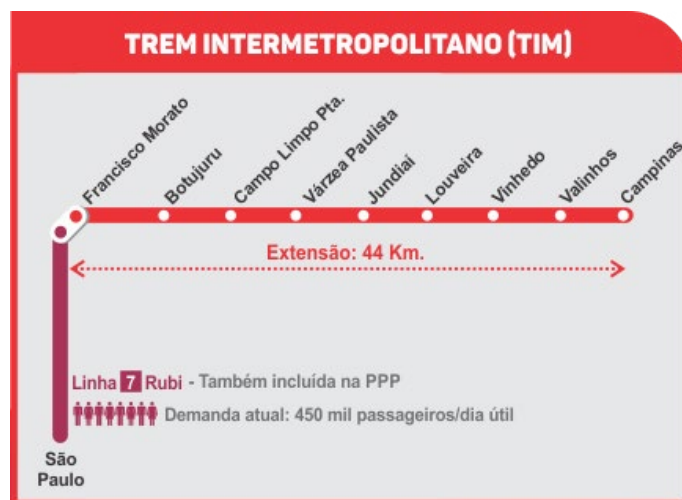 TREM INTERMETROPOLITANO (TIM)
Francisco Morato
Botujuru
Campo Limpo Pta.
Várzea Paulista
Jundiaí
Louveira
Vinhedo
Valinhos
Campinas
Extensão: 44 Km.
Linha 7 Rubi - Também incluída na PPP
Demanda atual: 450 mil passageiros/dia útil
São
Paulo